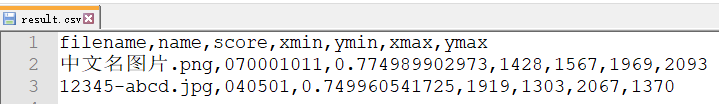 result.csv
1 filename,name,score,xmin,ymin,xmax,ymax
2 中文名图片.png,070001011,0.774989902973,1428,1567,1969,2093
3 12345-abcd.jpg,040501,0.749960541725,1919,1303,2067,1370